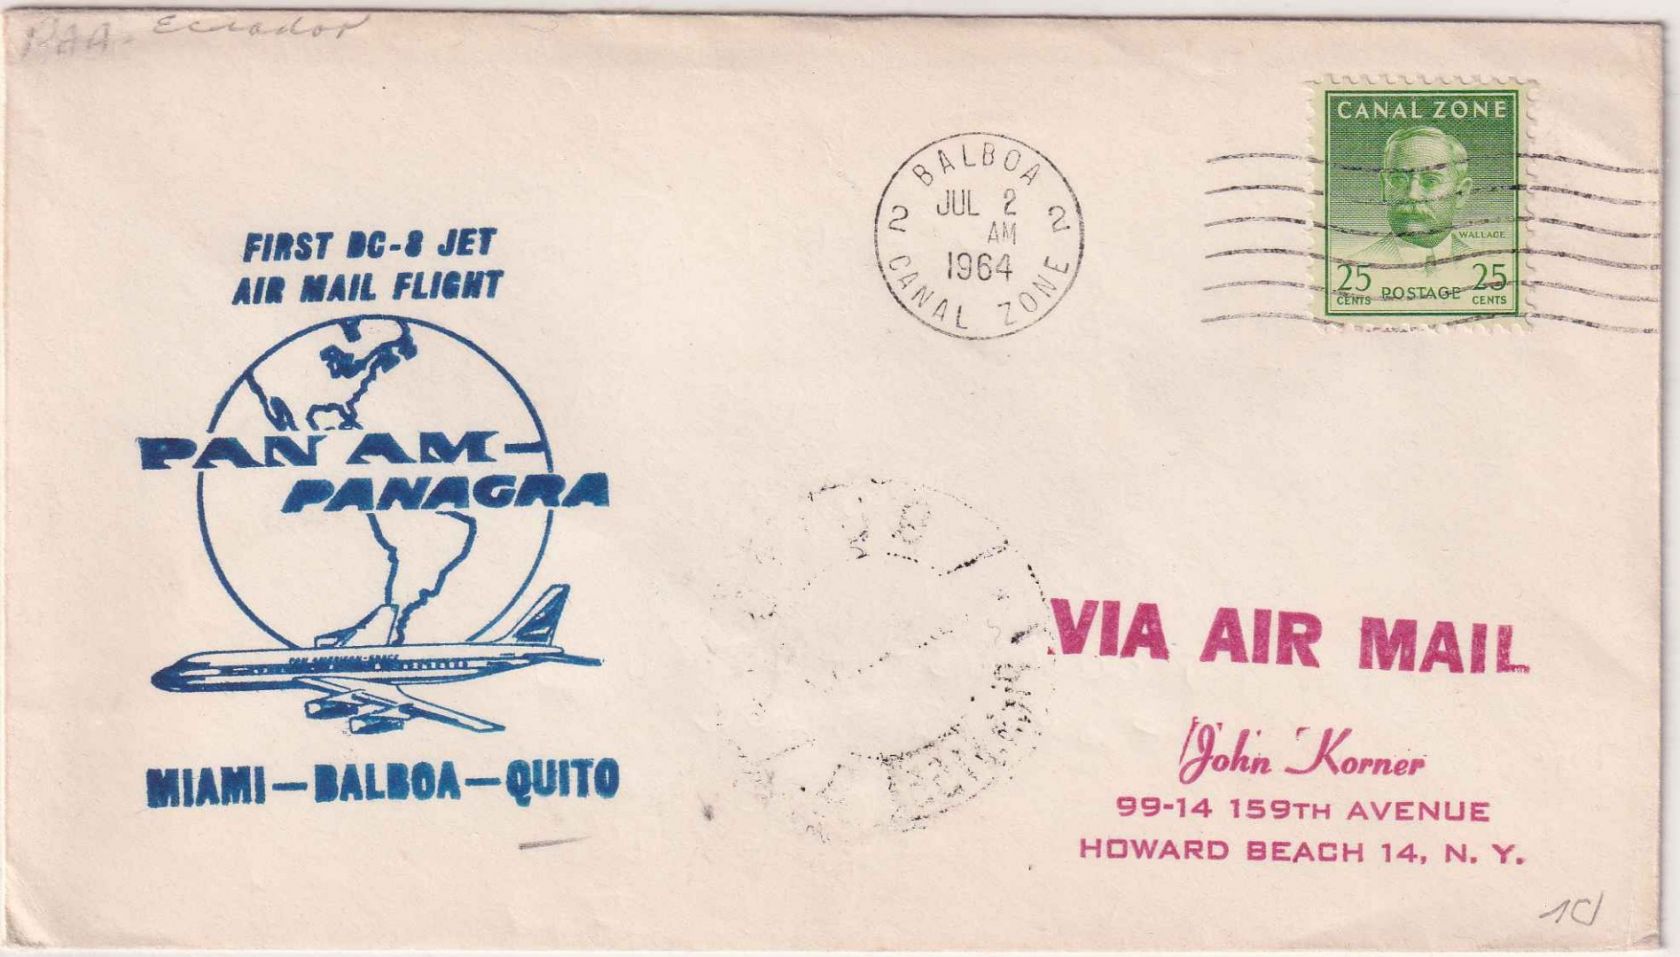 PAA - Ecuador
CANAL ZONE
WALLACE
25 CENTS POSTAGE 25 CENTS
BALBOA
2 JUL 2 2
AM
1964
CANAL ZONE
FIRST DC-8 JET
AIR MAIL FLIGHT
PAN AM-
PANAGRA
MIAMI-BALBOA-QUITO
VIA AIR MAIL
John Korner
99-14 159TH AVENUE
HOWARD BEACH 14, N. Y.